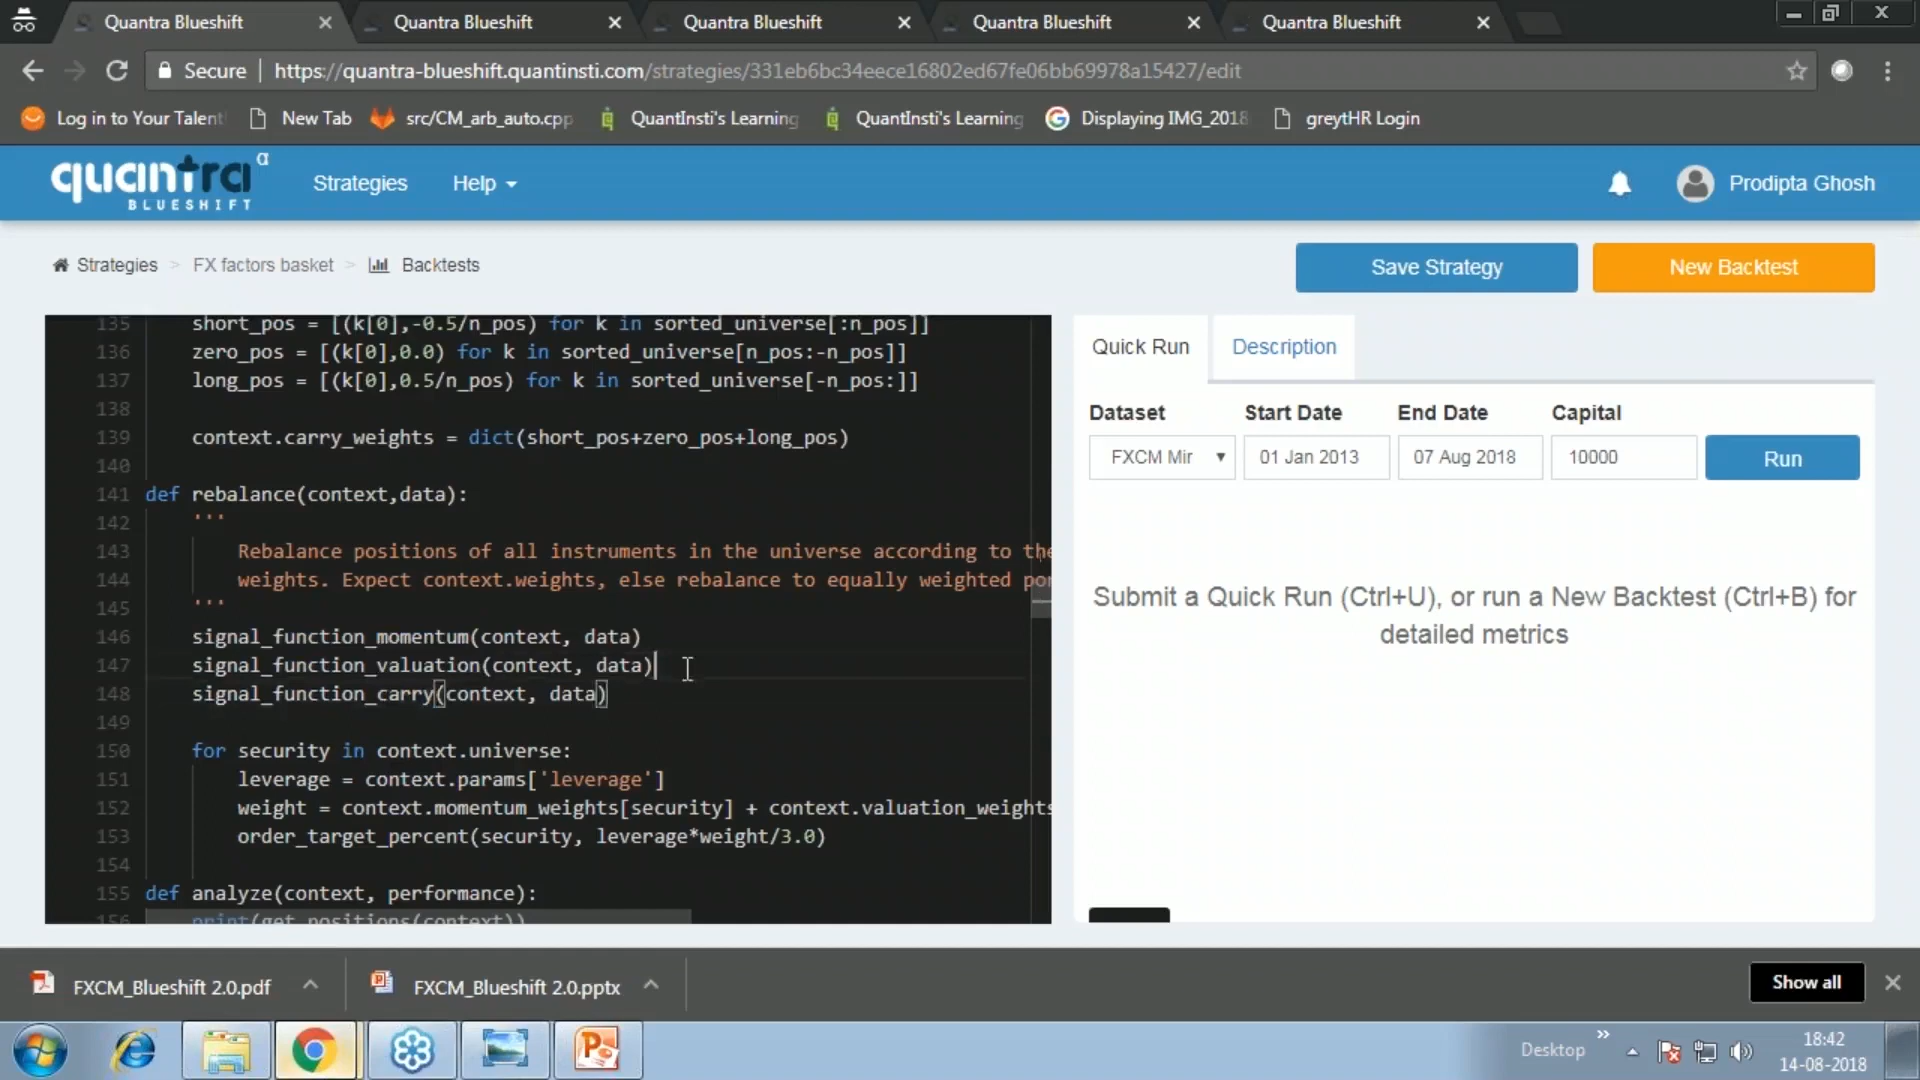 Quantra Blueshift
Quantra Blueshift
Quantra Blueshift
Quantra Blueshift
Quantra Blueshift
Secure
https://quantra-blueshift.quantinsti.com/strategies/331eb6bc34eece16802ed67fe06bb69978a15427/edit
Log in to Your Talent
New Tab
src/CM_arb_auto.cpp
QuantInsti's Learning
QuantInsti's Learning
Displaying IMG_2018
greytHR Login
quantra α
BLUESHIFT
Strategies
Help
Prodipta Ghosh
Strategies > FX factors basket > Backtests
Save Strategy
New Backtest
135 short_pos = [(k[0],-0.5/n_pos) for k in sorted_universe[:n_pos]]
136 zero_pos = [(k[0],0.0) for k in sorted_universe[n_pos:-n_pos]]
137 long_pos = [(k[0],0.5/n_pos) for k in sorted_universe[-n_pos:]]
138
139 context.carry_weights = dict(short_pos+zero_pos+long_pos)
140
141 def rebalance(context,data):
142 '''
143 Rebalance positions of all instruments in the universe according to the
144 weights. Expect context.weights, else rebalance to equally weighted por
145 '''
146 signal_function_momentum(context, data)
147 signal_function_valuation(context, data)
148 signal_function_carry(context, data)
149
150 for security in context.universe:
151 leverage = context.params['leverage']
152 weight = context.momentum_weights[security] + context.valuation_weights
153 order_target_percent(security, leverage*weight/3.0)
154
155 def analyze(context, performance):
156 print(get_positions(context))
Quick Run
Description
Dataset
Start Date
End Date
Capital
FXCM Mir
01 Jan 2013
07 Aug 2018
10000
Run
Submit a Quick Run (Ctrl+U), or run a New Backtest (Ctrl+B) for
detailed metrics
FXCM_Blueshift 2.0.pdf
FXCM_Blueshift 2.0.pptx
Show all
Desktop
18:42
14-08-2018